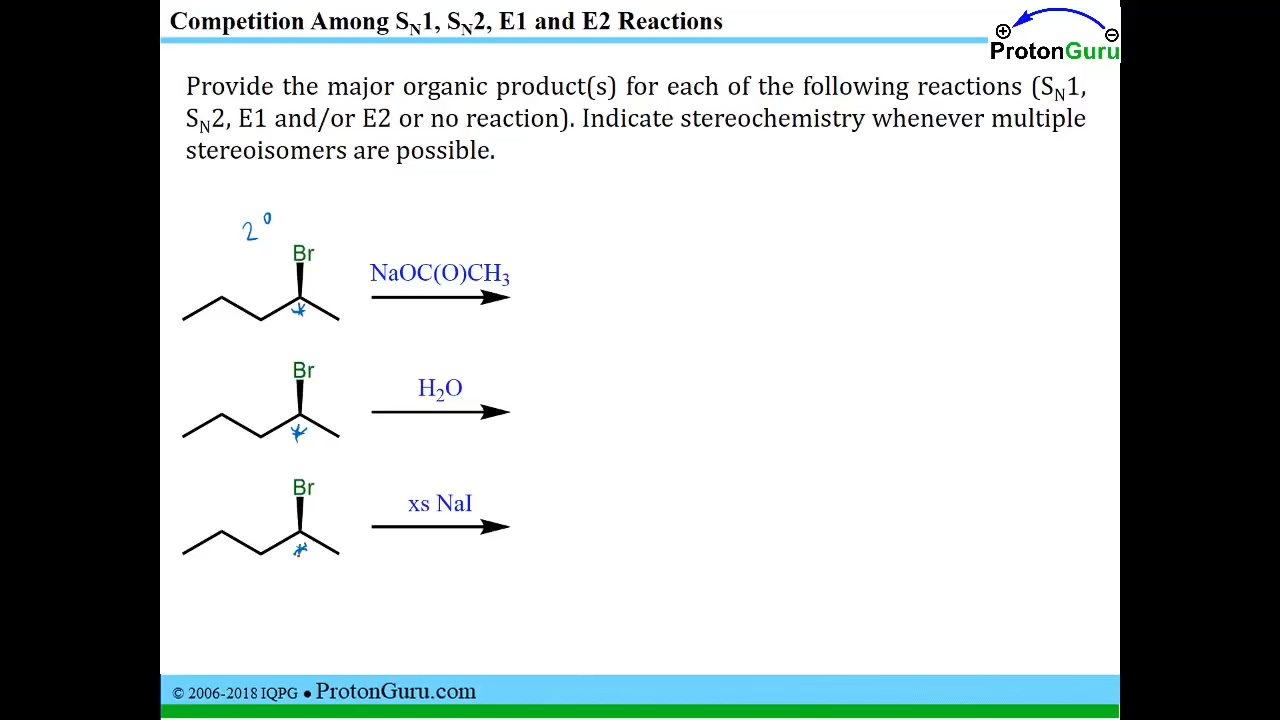 Competition Among SN1, SN2, E1 and E2 Reactions
⊕ ⊖
ProtonGuru
Provide the major organic product(s) for each of the following reactions (SN1,
SN2, E1 and/or E2 or no reaction). Indicate stereochemistry whenever multiple
stereoisomers are possible.
2°
Br
NaOC(O)CH3
*
Br
H2O
*
Br
xs NaI
*
© 2006-2018 IQPG ● ProtonGuru.com